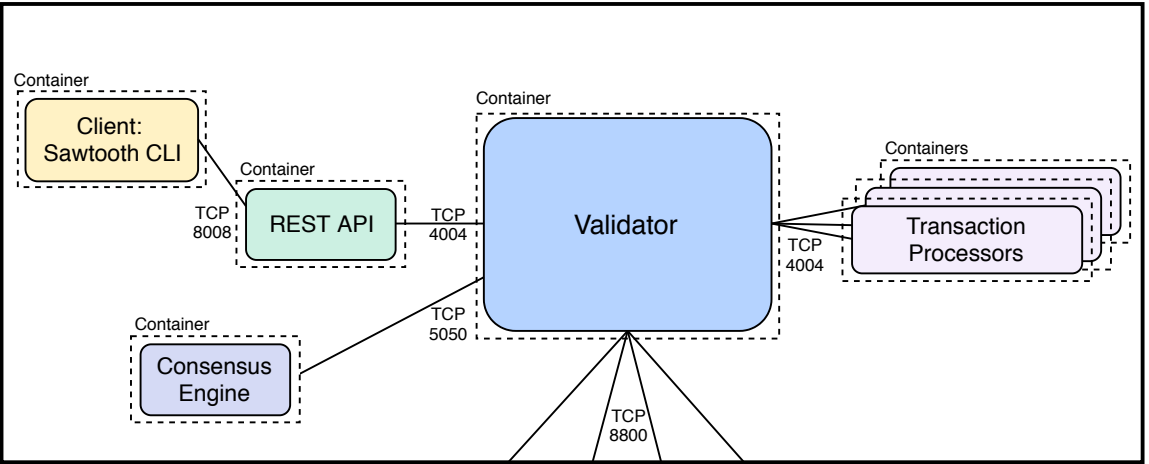 Container
Client:
Sawtooth CLI
TCP
8008
Container
REST API
TCP
4004
Container
Validator
TCP
4004
Containers
Transaction
Processors
Container
Consensus
Engine
TCP
5050
TCP
8800